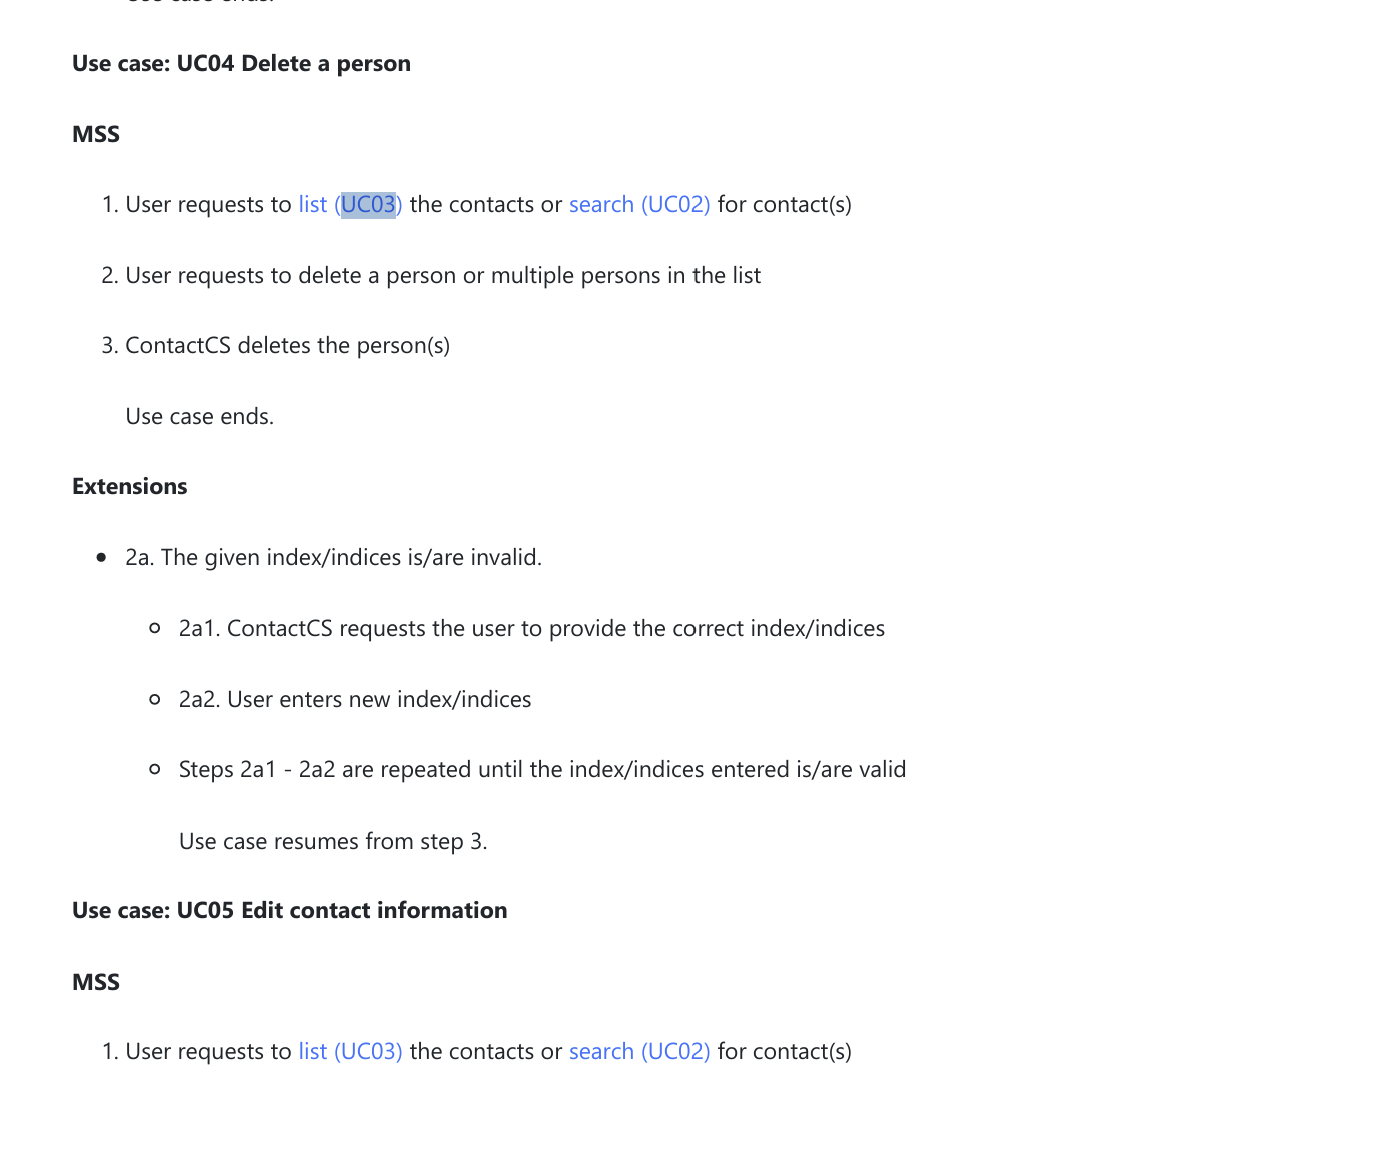 Use case ends.
Use case: UC04 Delete a person
MSS
1. User requests to list (UC03) the contacts or search (UC02) for contact(s)
2. User requests to delete a person or multiple persons in the list
3. ContactCS deletes the person(s)
Use case ends.
Extensions
• 2a. The given index/indices is/are invalid.
◦ 2a1. ContactCS requests the user to provide the correct index/indices
◦ 2a2. User enters new index/indices
◦ Steps 2a1 - 2a2 are repeated until the index/indices entered is/are valid
Use case resumes from step 3.
Use case: UC05 Edit contact information
MSS
1. User requests to list (UC03) the contacts or search (UC02) for contact(s)